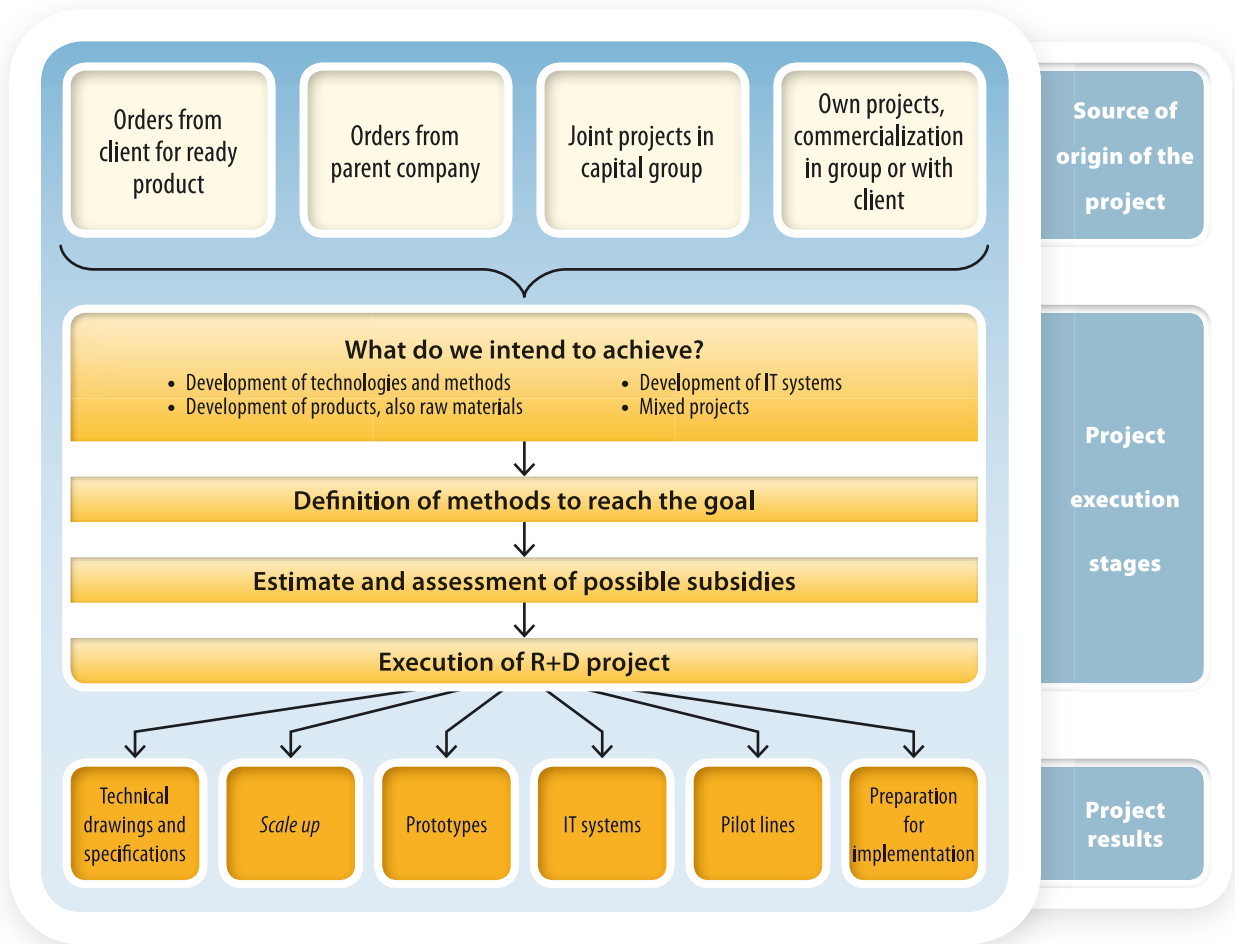 Orders from
client for ready
product
Orders from
parent company
Joint projects in
capital group
Own projects,
commercialization
in group or with
client
Source of
origin of the
project
What do we intend to achieve?
• Development of technologies and methods
• Development of products, also raw materials
• Development of IT systems
• Mixed projects
Definition of methods to reach the goal
Estimate and assessment of possible subsidies
Execution of R+D project
Project
execution
stages
Technical
drawings and
specifications
Scale up
Prototypes
IT systems
Pilot lines
Preparation
for
implementation
Project
results